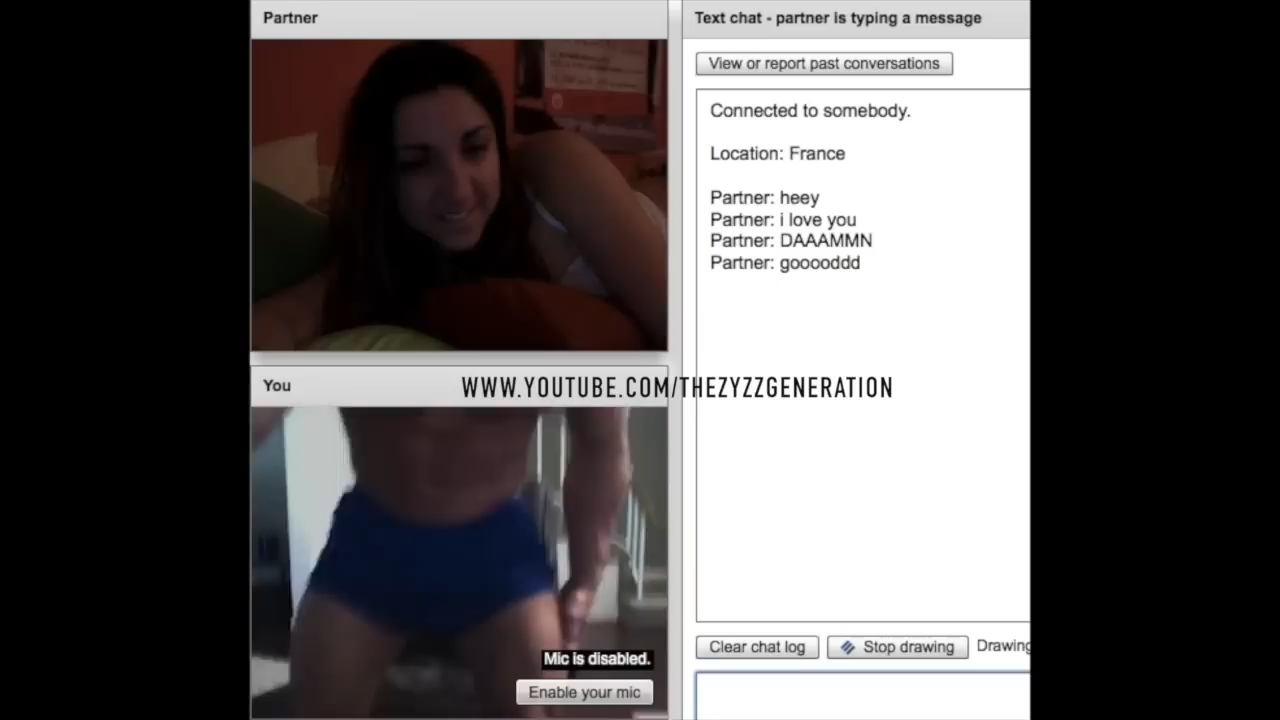 Partner
Text chat - partner is typing a message
View or report past conversations
Connected to somebody.
Location: France
Partner: heey
Partner: i love you
Partner: DAAAMMN
Partner: gooooddd
You
WWW.YOUTUBE.COM/THEZYZZGENERATION
Mic is disabled.
Enable your mic
Clear chat log
Stop drawing
Drawing